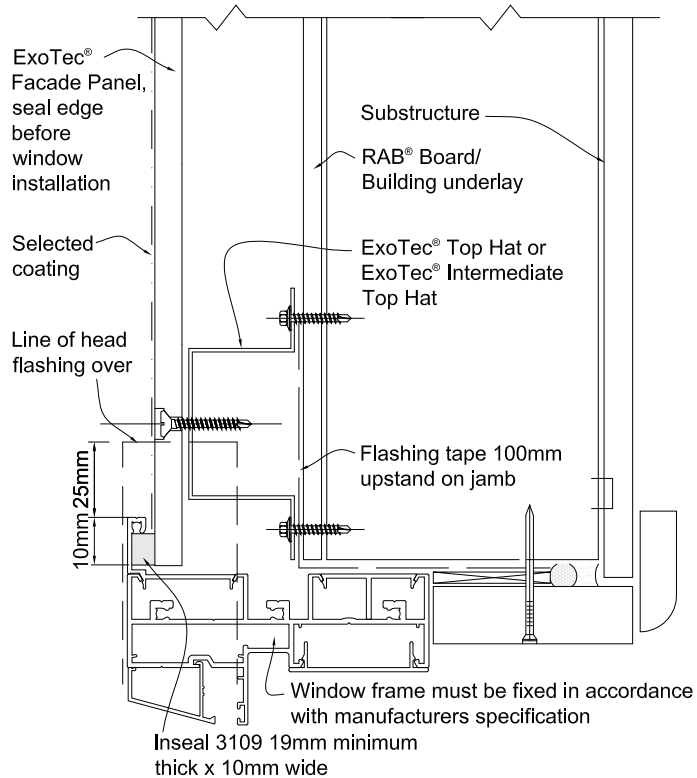 ExoTec®
Facade Panel,
seal edge
before
window
installation
Substructure
RAB® Board/
Building underlay
Selected
coating
ExoTec® Top Hat or
ExoTec® Intermediate
Top Hat
Line of head
flashing over
Flashing tape 100mm
upstand on jamb
25mm
10mm
Window frame must be fixed in accordance
with manufacturers specification
Inseal 3109 19mm minimum
thick x 10mm wide